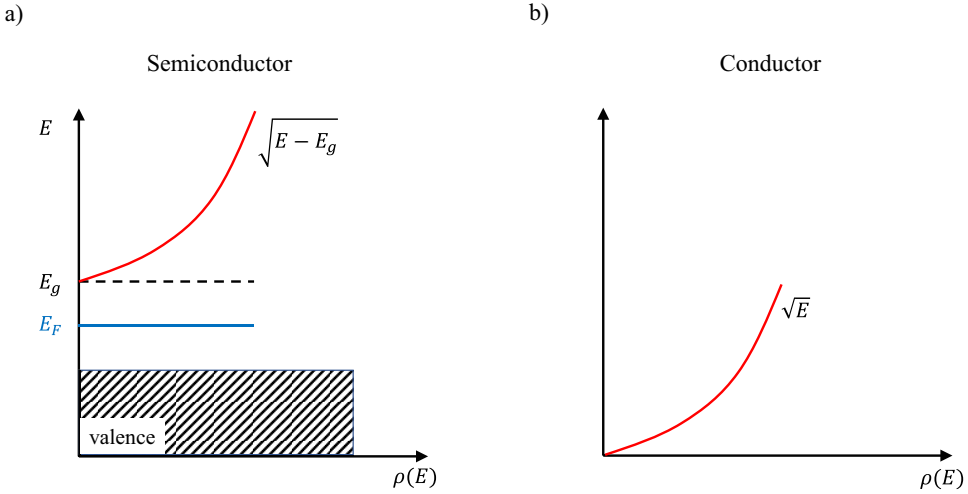 a)
Semiconductor
E
√(E − E_g)
E_g
E_F
valence
ρ(E)
b)
Conductor
√E
ρ(E)